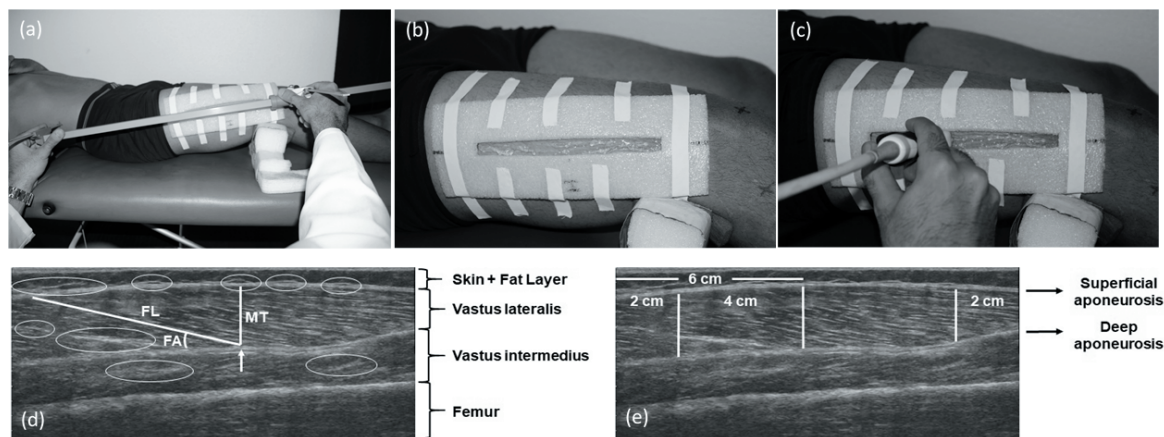 (a)
(b)
(c)
FL
MT
FA
(d)
Skin + Fat Layer
Vastus lateralis
Vastus intermedius
Femur
6 cm
2 cm
4 cm
2 cm
(e)
Superficial
aponeurosis
Deep
aponeurosis